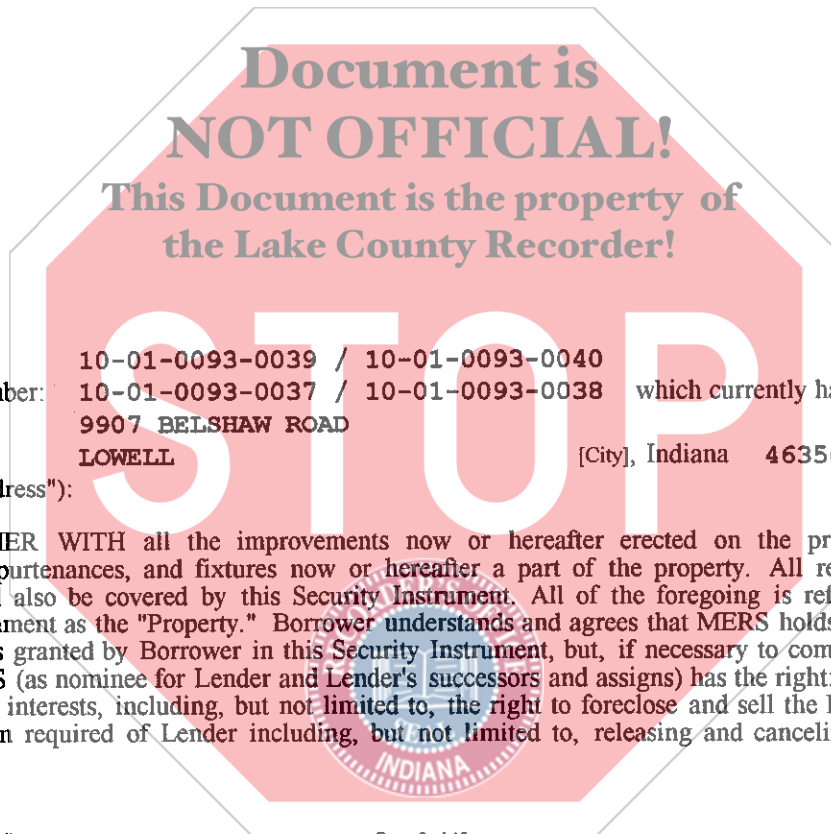 Document is
NOT OFFICIAL!
This Document is the property of
the Lake County Recorder!
STOP
10-01-0093-0039 / 10-01-0093-0040
ber: 10-01-0093-0037 / 10-01-0093-0038 which currently ha
9907 BELSHAW ROAD
LOWELL [City], Indiana 4635
dress"):
ER WITH all the improvements now or hereafter erected on the pr
purtenances, and fixtures now or hereafter a part of the property. All re
also be covered by this Security Instrument. All of the foregoing is ref
ment as the "Property." Borrower understands and agrees that MERS holds
granted by Borrower in this Security Instrument, but, if necessary to com
S (as nominee for Lender and Lender's successors and assigns) has the right:
interests, including, but not limited to, the right to foreclose and sell the
n required of Lender including, but not limited to, releasing and canceli
SEAL
INDIANA